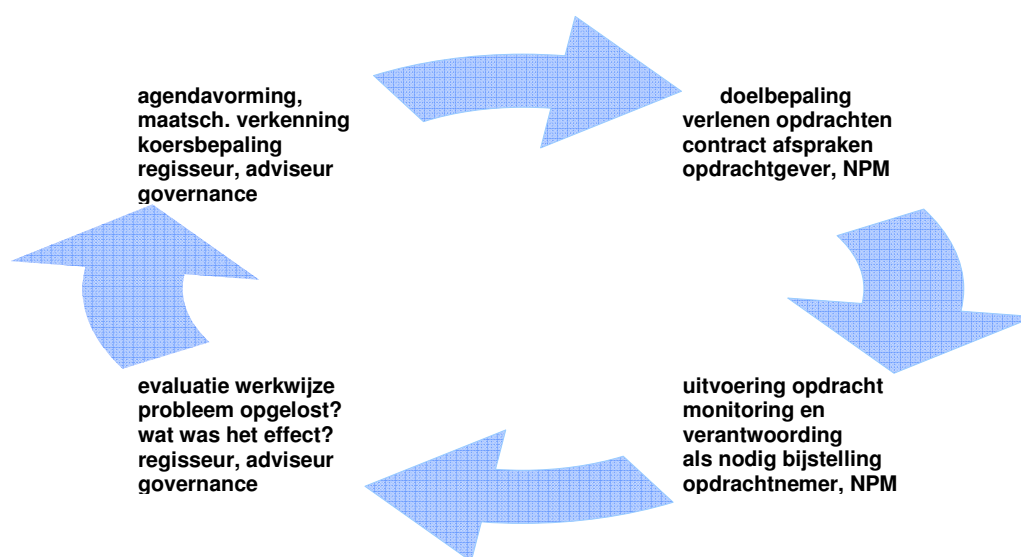 agendavorming,
maatsch. verkenning
koersbepaling
regisseur, adviseur
governance
doelbepaling
verlenen opdrachten
contract afspraken
opdrachtgever, NPM
uitvoering opdracht
monitoring en
verantwoording
als nodig bijstelling
opdrachtnemer, NPM
evaluatie werkwijze
probleem opgelost?
wat was het effect?
regisseur, adviseur
governance